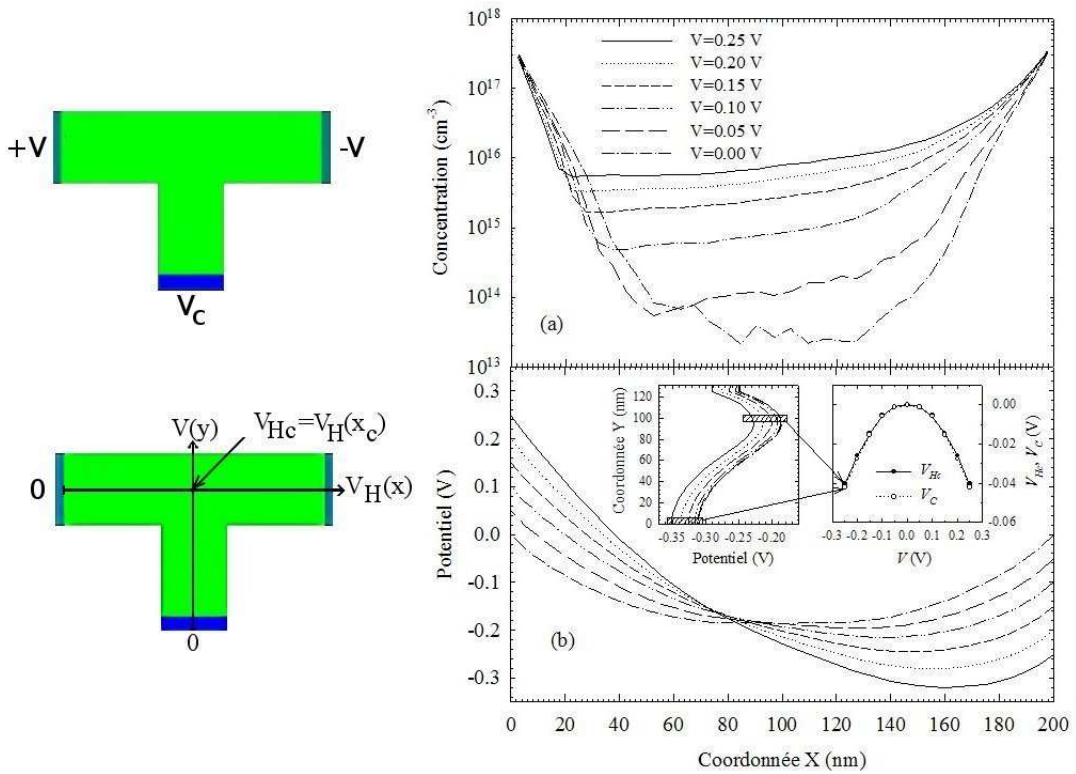 +V
-V
V_C
V_Hc=V_H(x_c)
V(y)
0
V_H(x)
0
10^18
10^17
10^16
10^15
10^14
10^13
Concentration (cm^-3)
V=0.25 V
V=0.20 V
V=0.15 V
V=0.10 V
V=0.05 V
V=0.00 V
(a)
0.3
0.2
0.1
0.0
-0.1
-0.2
-0.3
Potentiel (V)
120
100
80
60
40
20
0
Coordonnée Y (nm)
-0.35 -0.30 -0.25 -0.20
Potentiel (V)
V_Hc
V_C
0.00
-0.02
-0.04
-0.06
V_Hc, V_C (V)
-0.3 -0.2 -0.1 0.0 0.1 0.2 0.3
V (V)
(b)
0 20 40 60 80 100 120 140 160 180 200
Coordonnée X (nm)